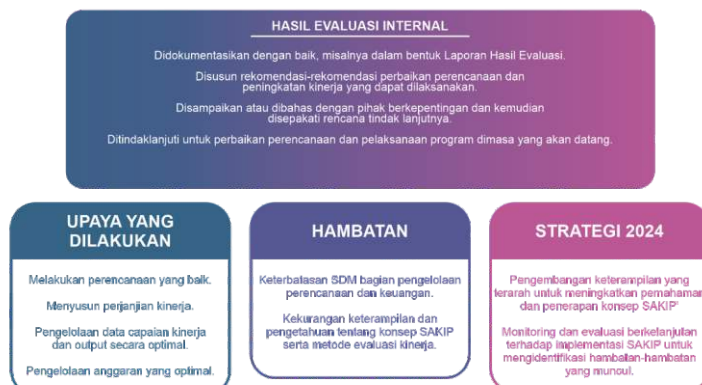 HASIL EVALUASI INTERNAL
Didokumentasikan dengan baik, misalnya dalam bentuk Laporan Hasil Evaluasi.
Disusun rekomendasi-rekomendasi perbaikan perencanaan dan
peningkatan kinerja yang dapat dilaksanakan.
Disampaikan atau dibahas dengan pihak berkepentingan dan kemudian
disepakati rencana tindak lanjutnya.
Ditindaklanjuti untuk perbaikan perencanaan dan pelaksanaan program dimasa yang akan datang.
UPAYA YANG
DILAKUKAN
Melakukan perencanaan yang baik.
Menyusun perjanjian kinerja.
Pengelolaan data capaian kinerja
dan output secara optimal.
Pengelolaan anggaran yang optimal.
HAMBATAN
Keterbatasan SDM bagian pengelolaan
perencanaan dan keuangan.
Kekurangan keterampilan dan
pengetahuan tentang konsep SAKIP
serta metode evaluasi kinerja.
STRATEGI 2024
Pengembangan keterampilan yang
terarah untuk meningkatkan pemahaman
dan penerapan konsep SAKIP
Monitoring dan evaluasi berkelanjutan
terhadap implementasi SAKIP untuk
mengidentifikasi hambatan-hambatan
yang muncul.